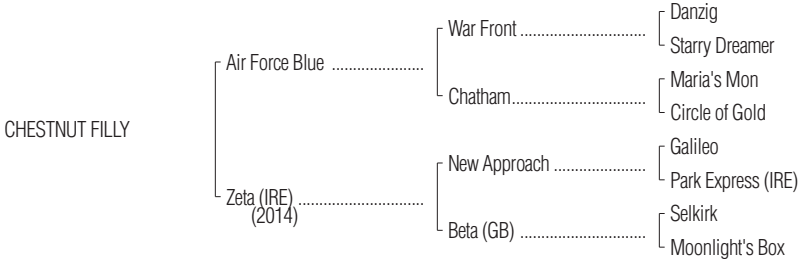 Danzig
War Front ..............................
Starry Dreamer
Air Force Blue ......................
Maria's Mon
Chatham................................
Circle of Gold
CHESTNUT FILLY
Galileo
New Approach ......................
Park Express (IRE)
Zeta (IRE) ..............................
(2014)
Selkirk
Beta (GB) ..............................
Moonlight's Box